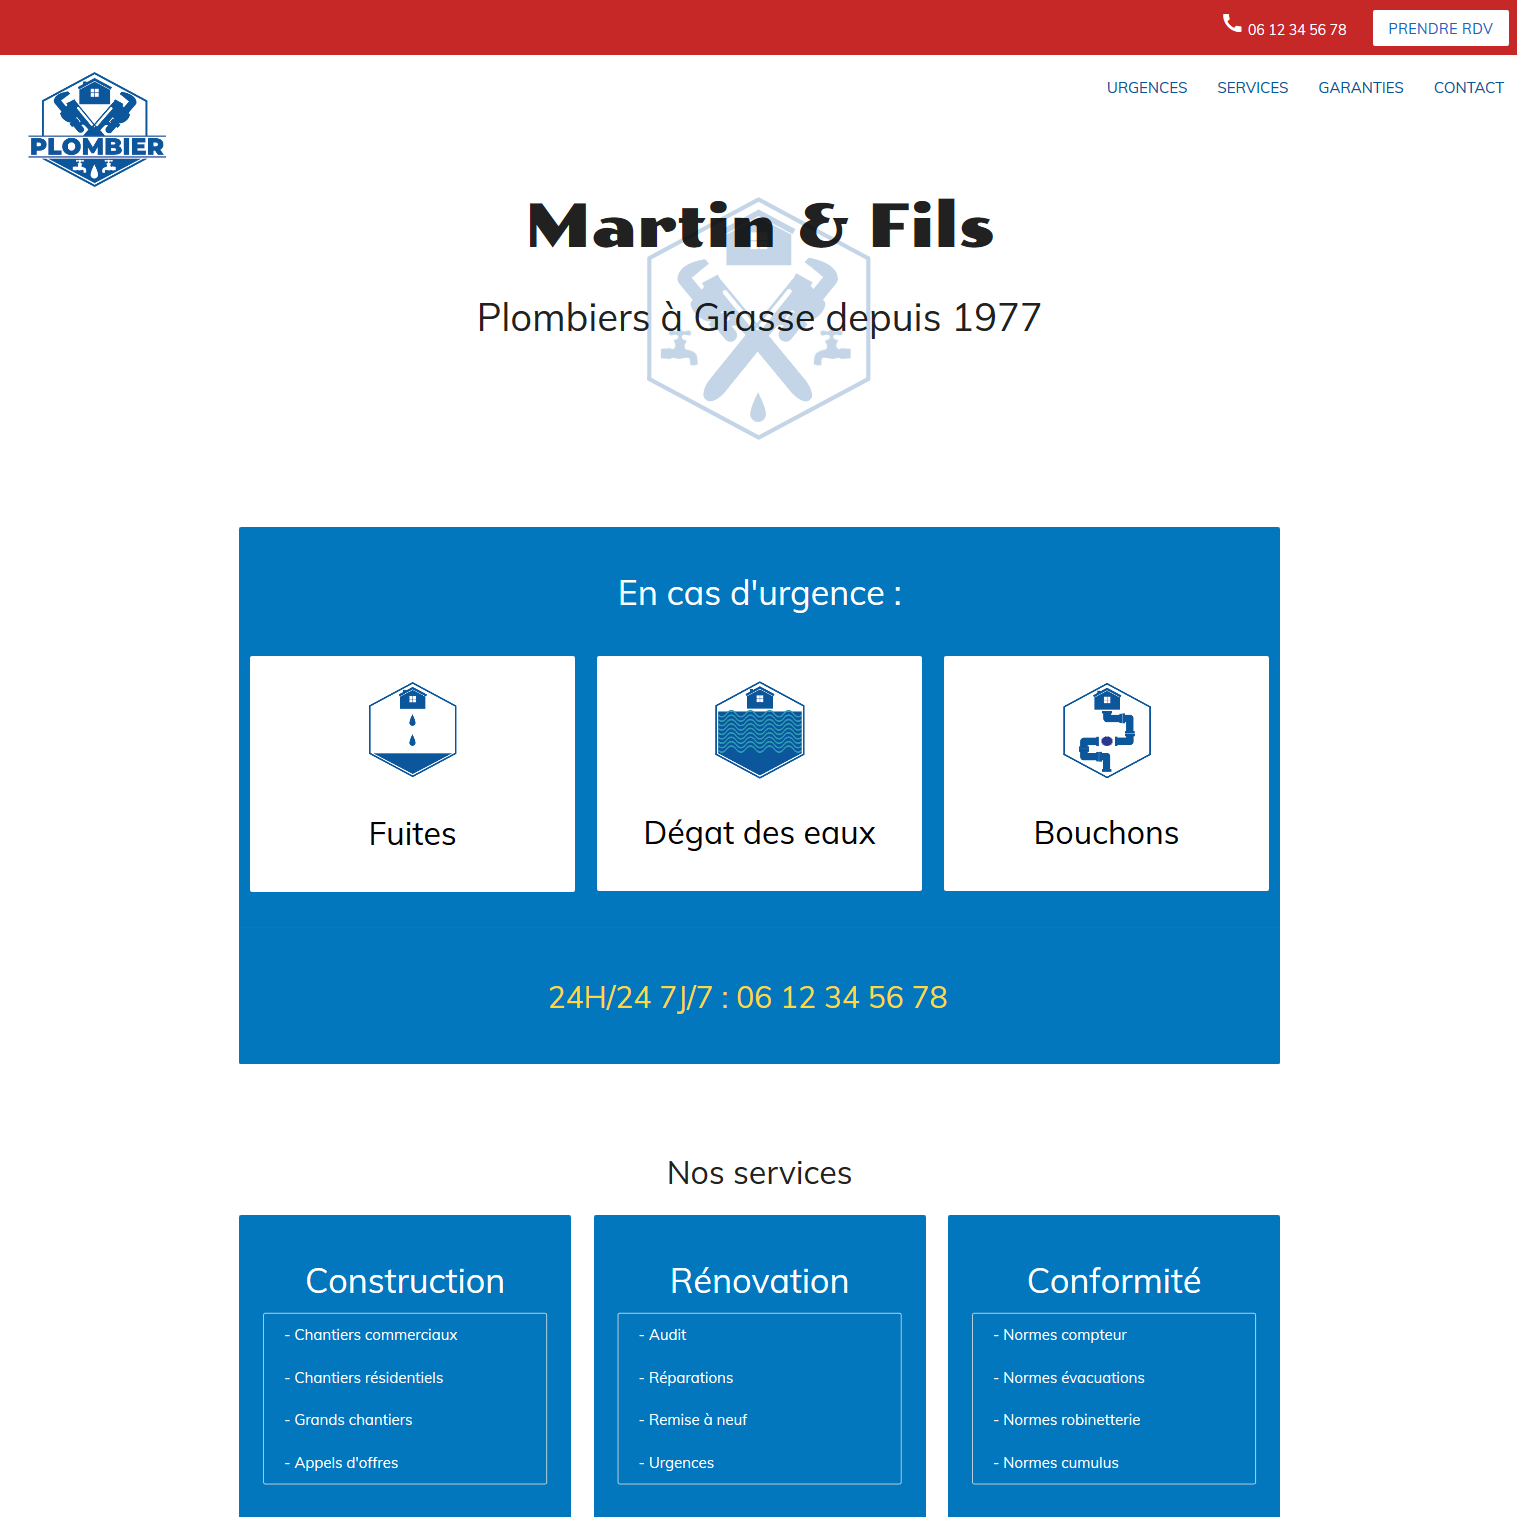 06 12 34 56 78
PRENDRE RDV
URGENCES SERVICES GARANTIES CONTACT
PLOMBIER
Martin & Fils
Plombiers à Grasse depuis 1977
En cas d'urgence :
Fuites
Dégat des eaux
Bouchons
24H/24 7J/7 : 06 12 34 56 78
Nos services
Construction
- Chantiers commerciaux
- Chantiers résidentiels
- Grands chantiers
- Appels d'offres
Rénovation
- Audit
- Réparations
- Remise à neuf
- Urgences
Conformité
- Normes compteur
- Normes évacuations
- Normes robinetterie
- Normes cumulus